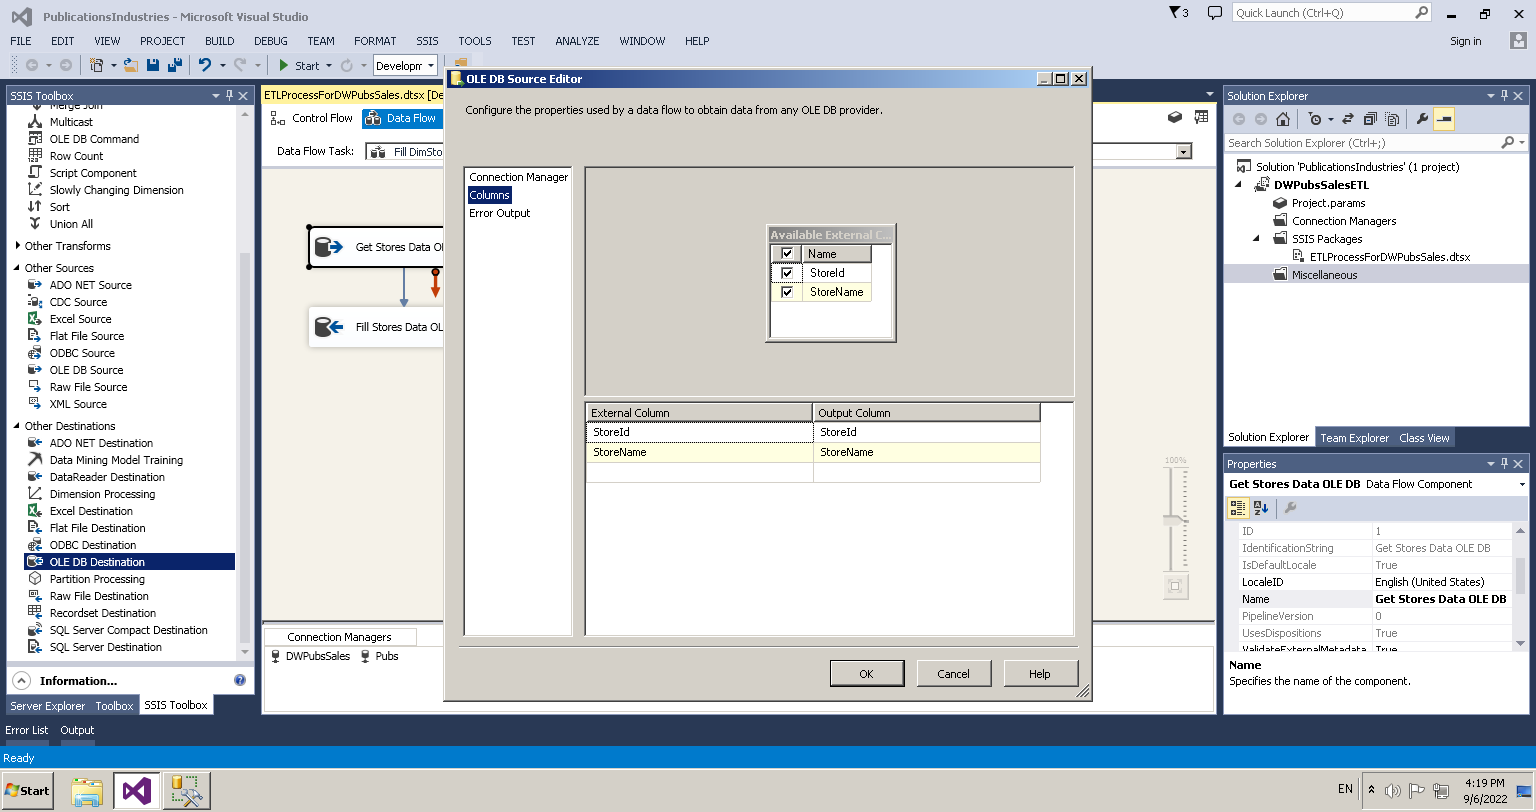 PublicationsIndustries - Microsoft Visual Studio
3
Quick Launch (Ctrl+Q)
FILE EDIT VIEW PROJECT BUILD DEBUG TEAM FORMAT SSIS TOOLS TEST ANALYZE WINDOW HELP
Sign in
Start
Developm
SSIS Toolbox
Merge Join
Multicast
OLE DB Command
Row Count
Script Component
Slowly Changing Dimension
Sort
Union All
Other Transforms
Other Sources
ADO NET Source
CDC Source
Excel Source
Flat File Source
ODBC Source
OLE DB Source
Raw File Source
XML Source
Other Destinations
ADO NET Destination
Data Mining Model Training
DataReader Destination
Dimension Processing
Excel Destination
Flat File Destination
ODBC Destination
OLE DB Destination
Partition Processing
Raw File Destination
Recordset Destination
SQL Server Compact Destination
SQL Server Destination
Information...
Server Explorer Toolbox SSIS Toolbox
ETLProcessForDWPubsSales.dtsx [De
Control Flow
Data Flow
Data Flow Task:
Fill DimSto
Get Stores Data OL
Fill Stores Data OL
100%
Connection Managers
DWPubsSales
Pubs
OLE DB Source Editor
Configure the properties used by a data flow to obtain data from any OLE DB provider.
Connection Manager
Columns
Error Output
Available External C...
Name
StoreId
StoreName
External Column Output Column
StoreId StoreId
StoreName StoreName
OK
Cancel
Help
Solution Explorer
Search Solution Explorer (Ctrl+;)
Solution 'PublicationsIndustries' (1 project)
DWPubsSalesETL
Project.params
Connection Managers
SSIS Packages
ETLProcessForDWPubsSales.dtsx
Miscellaneous
Solution Explorer Team Explorer Class View
Properties
Get Stores Data OLE DB Data Flow Component
ID 1
IdentificationString Get Stores Data OLE DB
IsDefaultLocale True
LocaleID English (United States)
Name Get Stores Data OLE DB
PipelineVersion 0
UsesDispositions True
ValidateExternalMetadata True
Name
Specifies the name of the component.
Error List Output
Ready
Start
EN
4:19 PM
9/6/2022